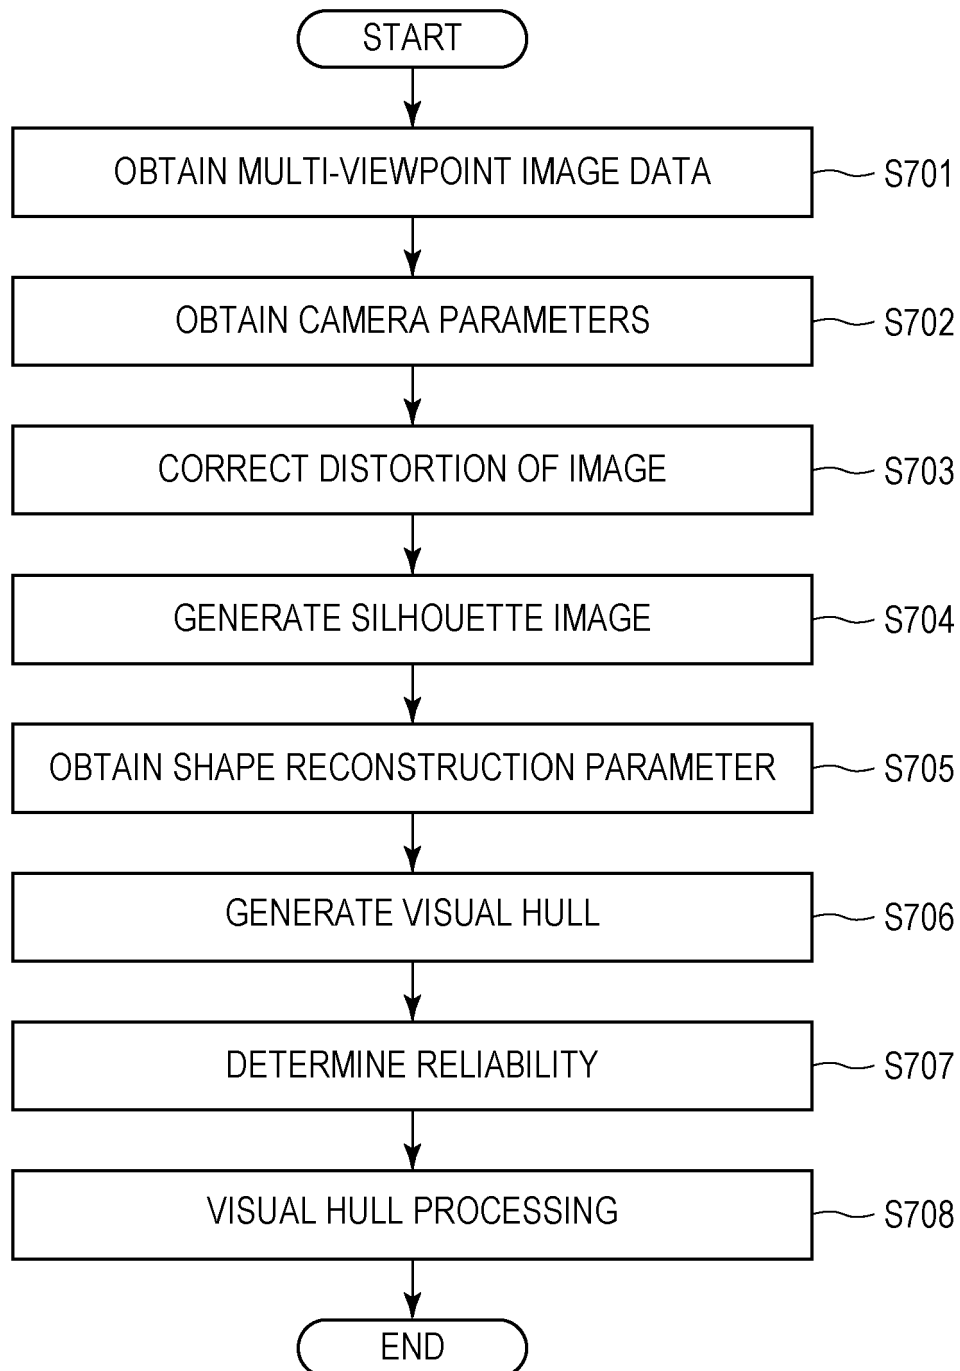 START
OBTAIN MULTI-VIEWPOINT IMAGE DATA S701
OBTAIN CAMERA PARAMETERS S702
CORRECT DISTORTION OF IMAGE S703
GENERATE SILHOUETTE IMAGE S704
OBTAIN SHAPE RECONSTRUCTION PARAMETER S705
GENERATE VISUAL HULL S706
DETERMINE RELIABILITY S707
VISUAL HULL PROCESSING S708
END